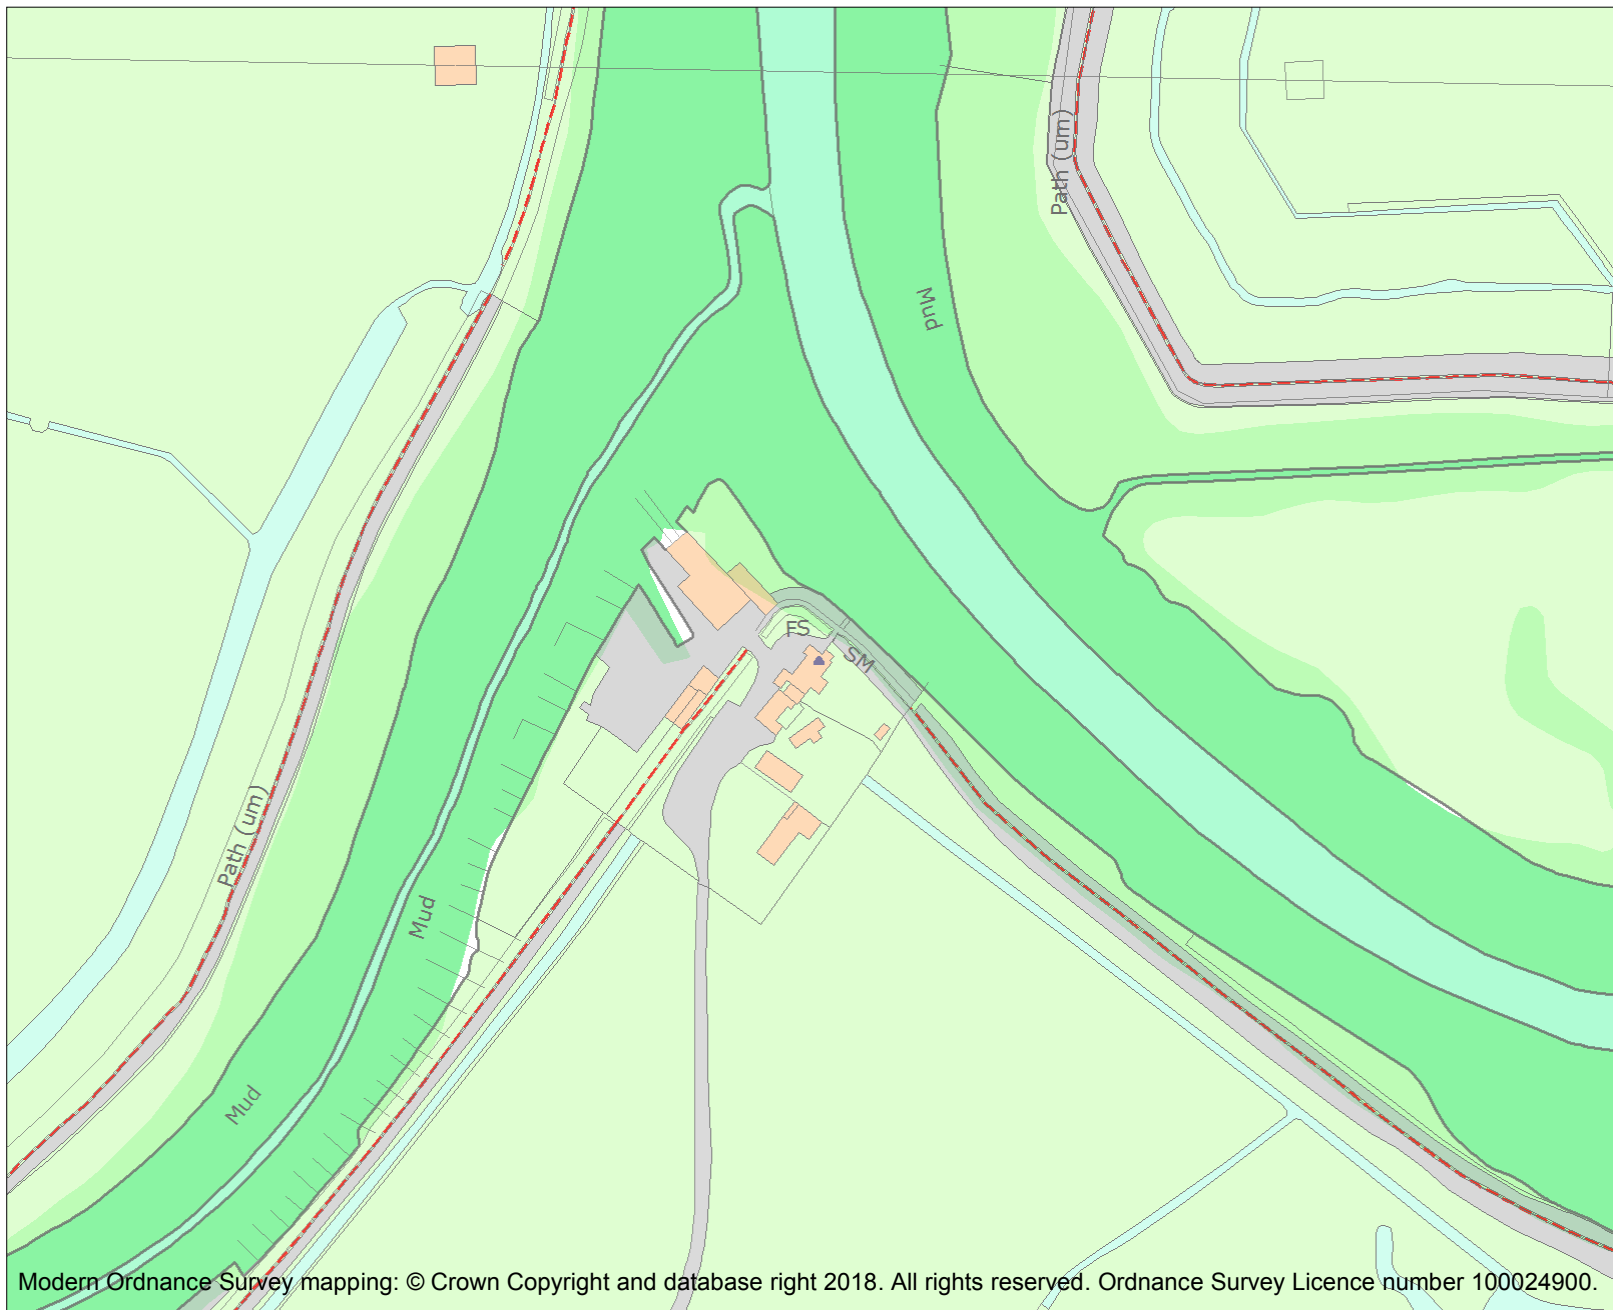 Path (um)
Mud
FS
SM
Path (um)
Mud
Mud
Modern Ordnance Survey mapping: © Crown Copyright and database right 2018. All rights reserved. Ordnance Survey Licence number 100024900.